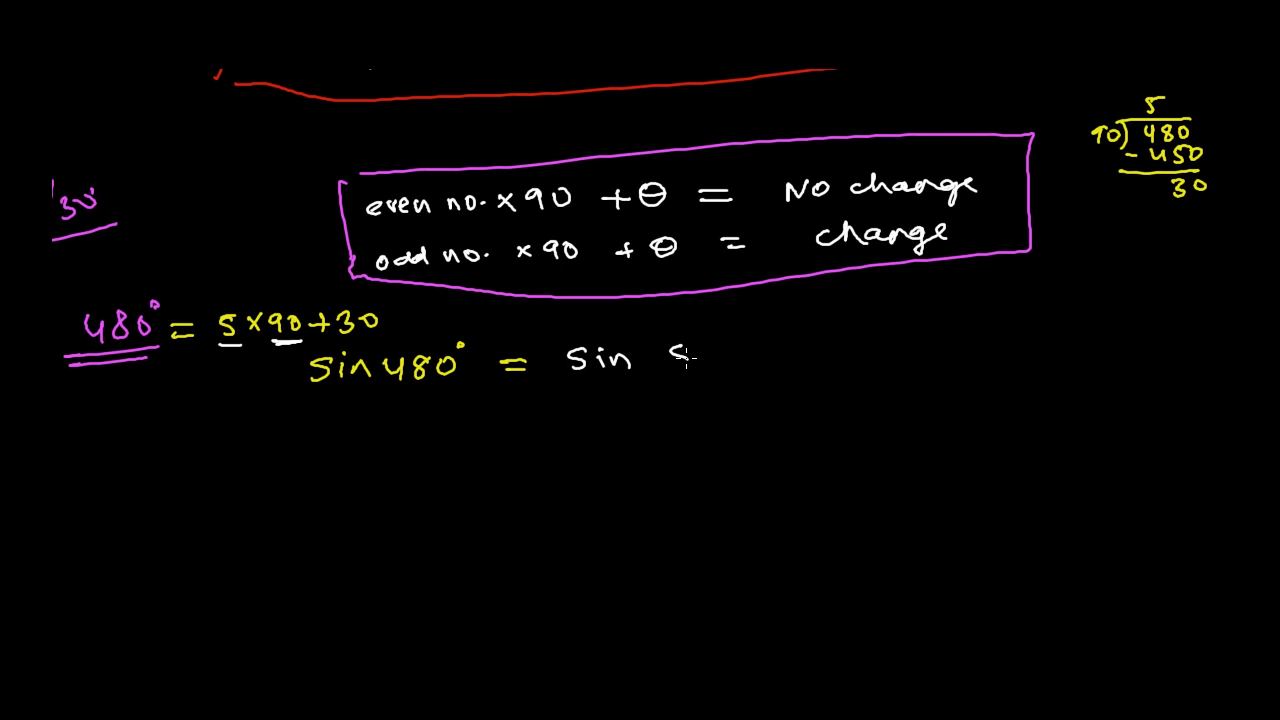 5
90) 480
- 450
30
30°
even no. × 90 + θ = No change
odd no. × 90 + θ = change
480° = 5 × 90 + 30
sin 480° = sin 5